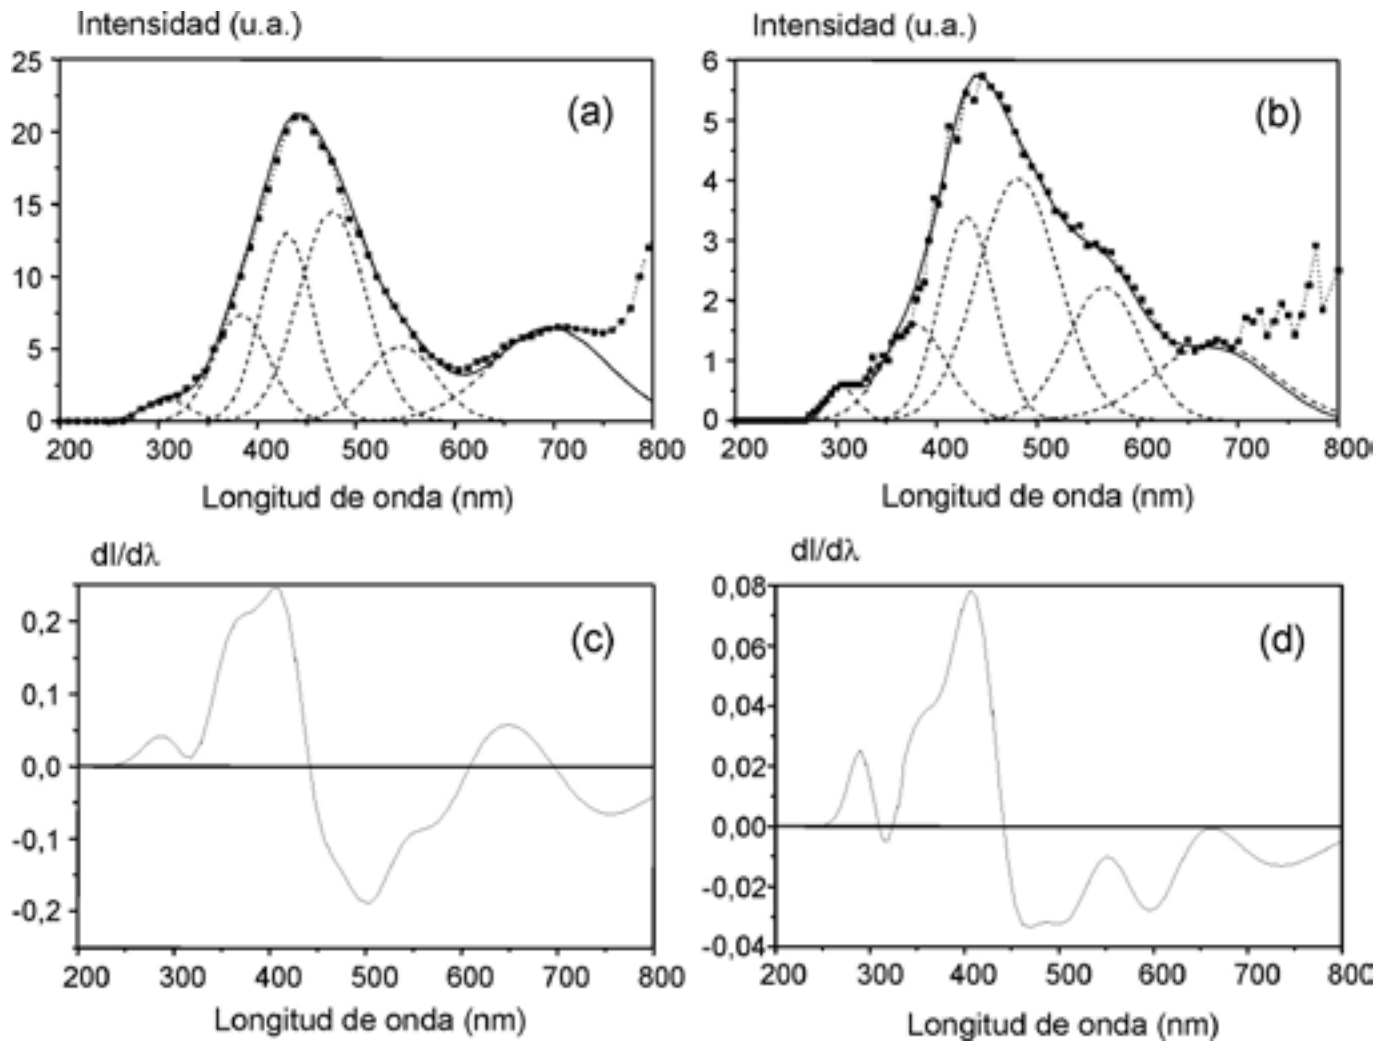 Intensidad (u.a.)
25
20
15
10
5
0
(a)
200 300 400 500 600 700 800
Longitud de onda (nm)
Intensidad (u.a.)
6
5
4
3
2
1
0
(b)
200 300 400 500 600 700 800
Longitud de onda (nm)
dI/dλ
0,2
0,1
0,0
-0,1
-0,2
(c)
200 300 400 500 600 700 800
Longitud de onda (nm)
dI/dλ
0,08
0,06
0,04
0,02
0,00
-0,02
-0,04
(d)
200 300 400 500 600 700 800
Longitud de onda (nm)